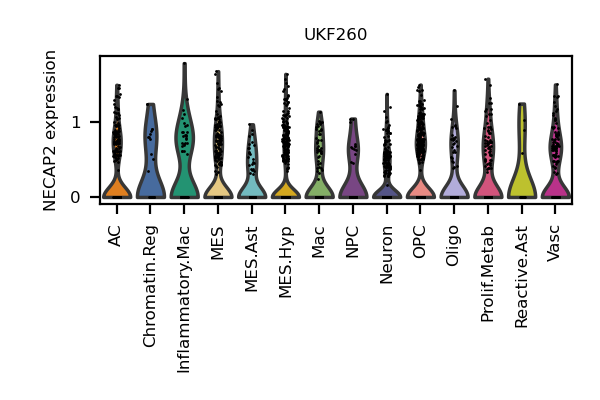 UKF260
NECAP2 expression
1
0
AC
Chromatin.Reg
Inflammatory.Mac
MES
MES.Ast
MES.Hyp
Mac
NPC
Neuron
OPC
Oligo
Prolif.Metab
Reactive.Ast
Vasc